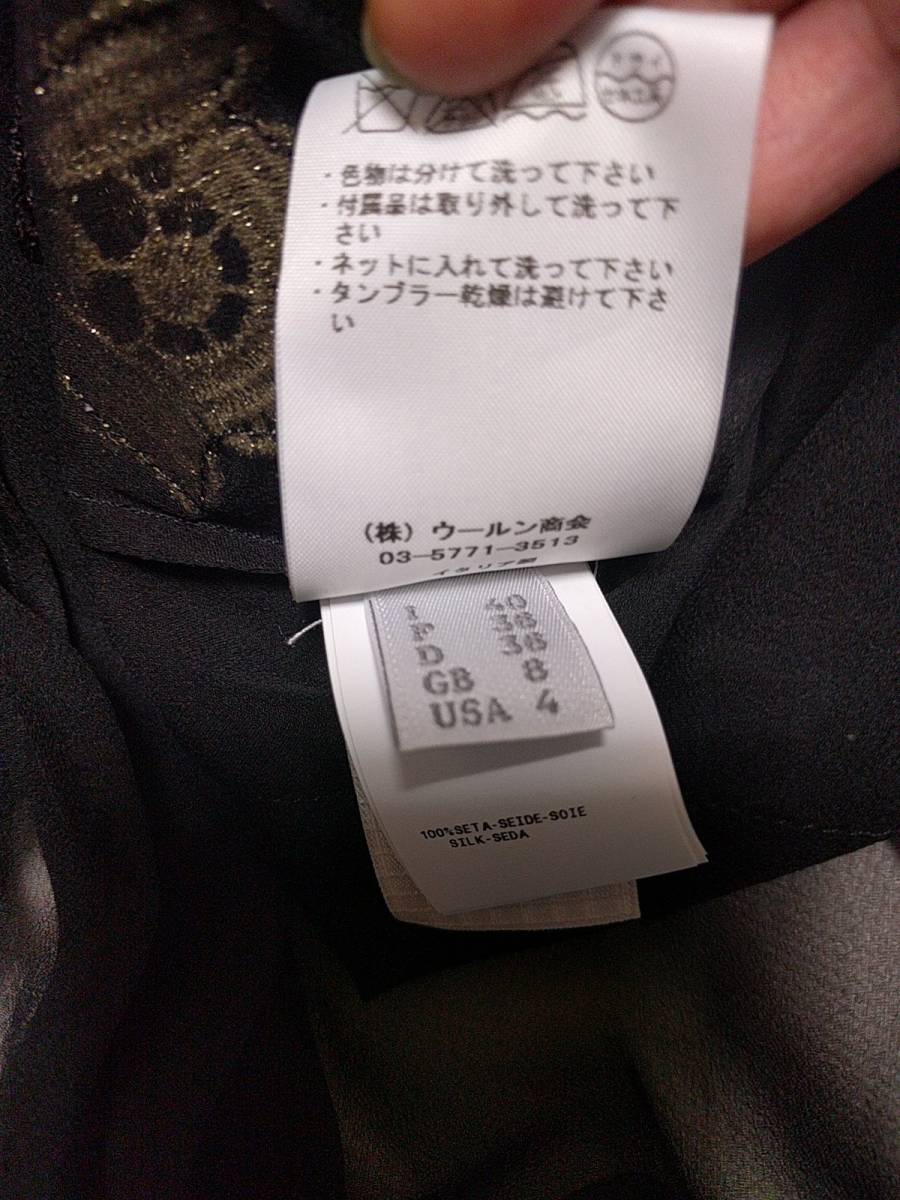 ・色物は分けて洗って下さい
・付属品は取り外して洗って下
さい
・ネットに入れて洗って下さい
・タンブラー乾燥は避けて下さ
い
(株) ウールン商会
03-5771-3513
イタリア製
I 40
F 38
D 38
GB 8
USA 4
100%SETA-SEIDE-SOIE
SILK-SEDA